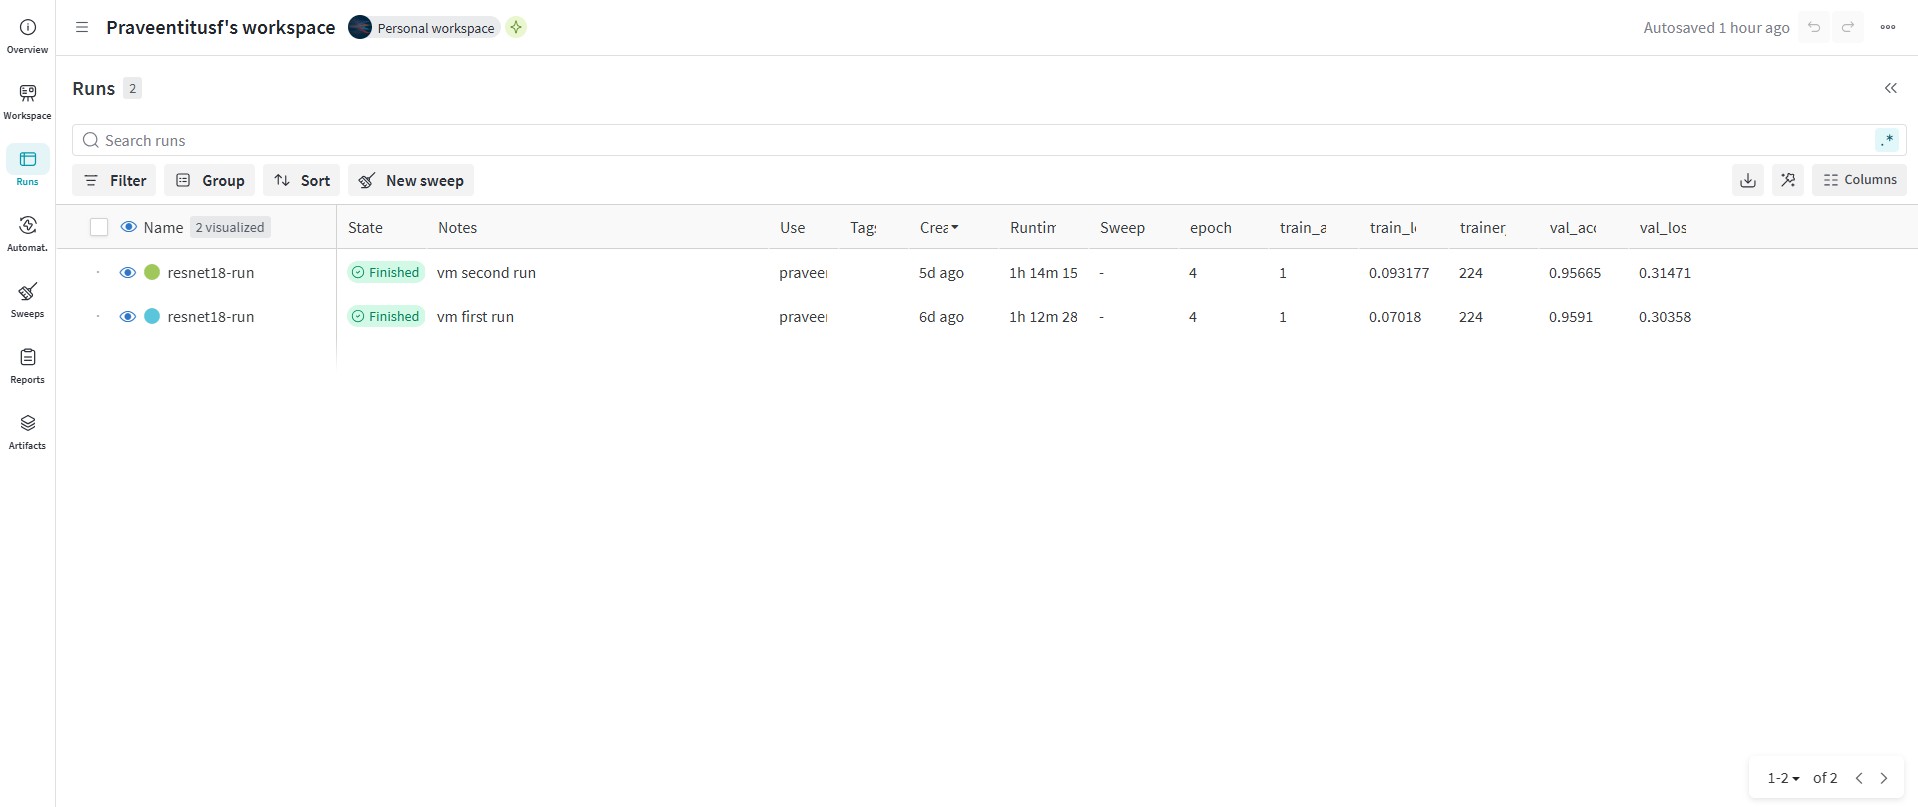 Praveentitusf's workspace Personal workspace Autosaved 1 hour ago
Overview
Workspace
Runs
Automat.
Sweeps
Reports
Artifacts
Runs 2
Search runs .*
Filter Group Sort New sweep Columns
Name 2 visualized State Notes Use Tags Crea Runtim Sweep epoch train_a train_l trainer_ val_acc val_los
resnet18-run Finished vm second run praveen 5d ago 1h 14m 15 - 4 1 0.093177 224 0.95665 0.31471
resnet18-run Finished vm first run praveen 6d ago 1h 12m 28 - 4 1 0.07018 224 0.9591 0.30358
1-2 of 2